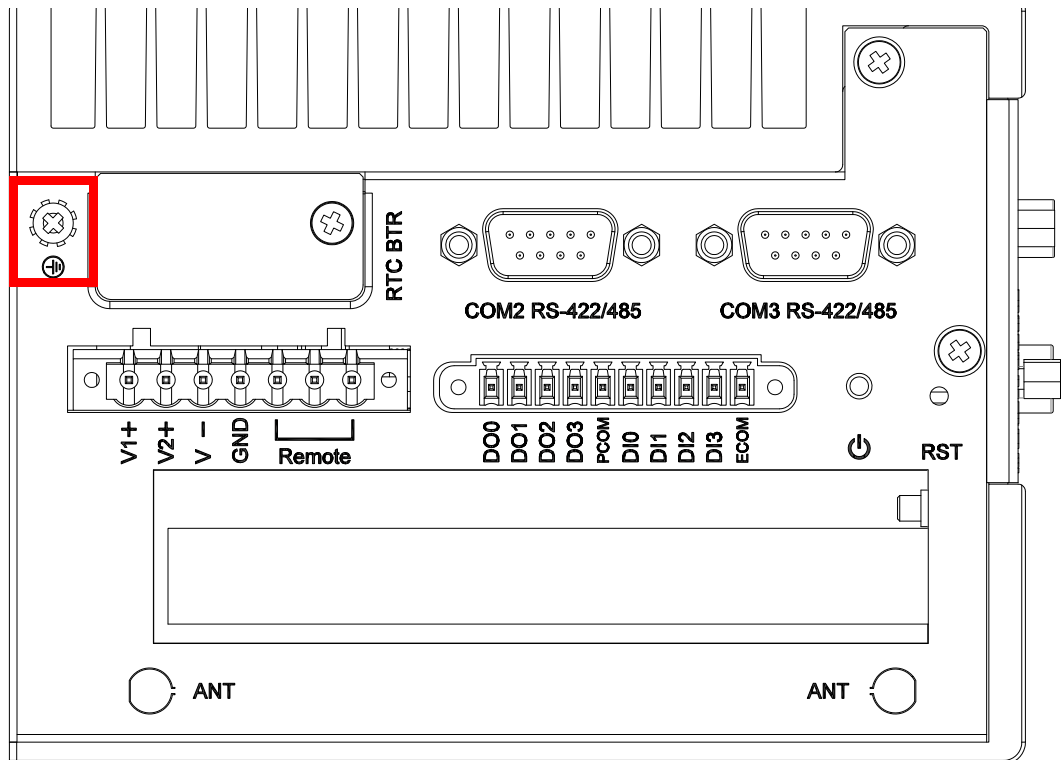 RTC BTR
COM2 RS-422/485
COM3 RS-422/485
V1+
V2+
V -
GND
Remote
DO0
DO1
DO2
DO3
PCOM
DI0
DI1
DI2
DI3
ECOM
RST
ANT
ANT